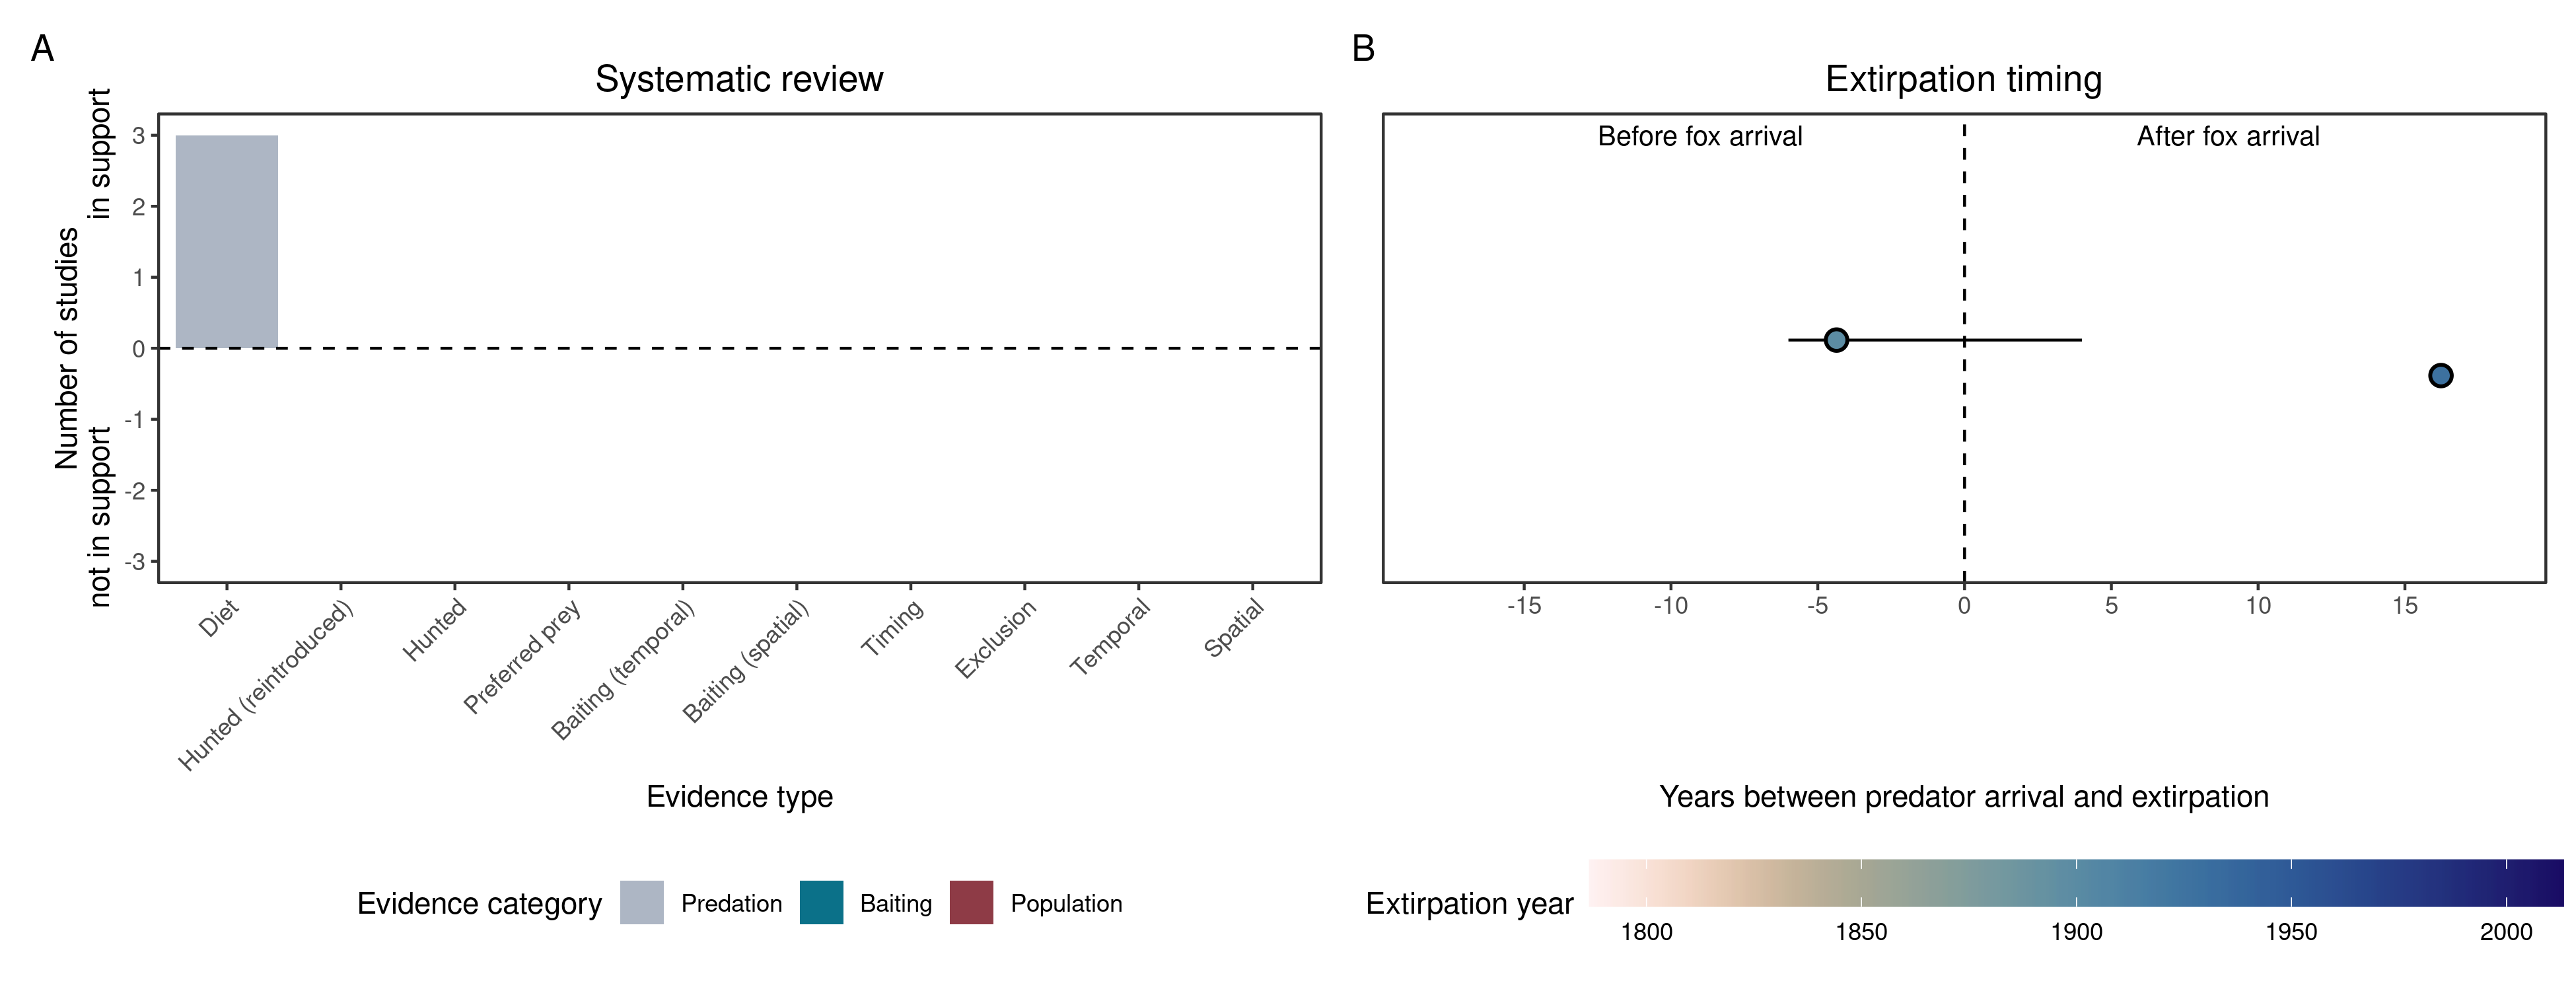 A
Systematic review
Number of studies
in support
not in support
3
2
1
0
-1
-2
-3
Diet
Hunted (reintroduced)
Hunted
Preferred prey
Baiting (temporal)
Baiting (spatial)
Timing
Exclusion
Temporal
Spatial
Evidence type
Evidence category
Predation
Baiting
Population
B
Extirpation timing
Before fox arrival
After fox arrival
-15
-10
-5
0
5
10
15
Years between predator arrival and extirpation
Extirpation year
1800
1850
1900
1950
2000